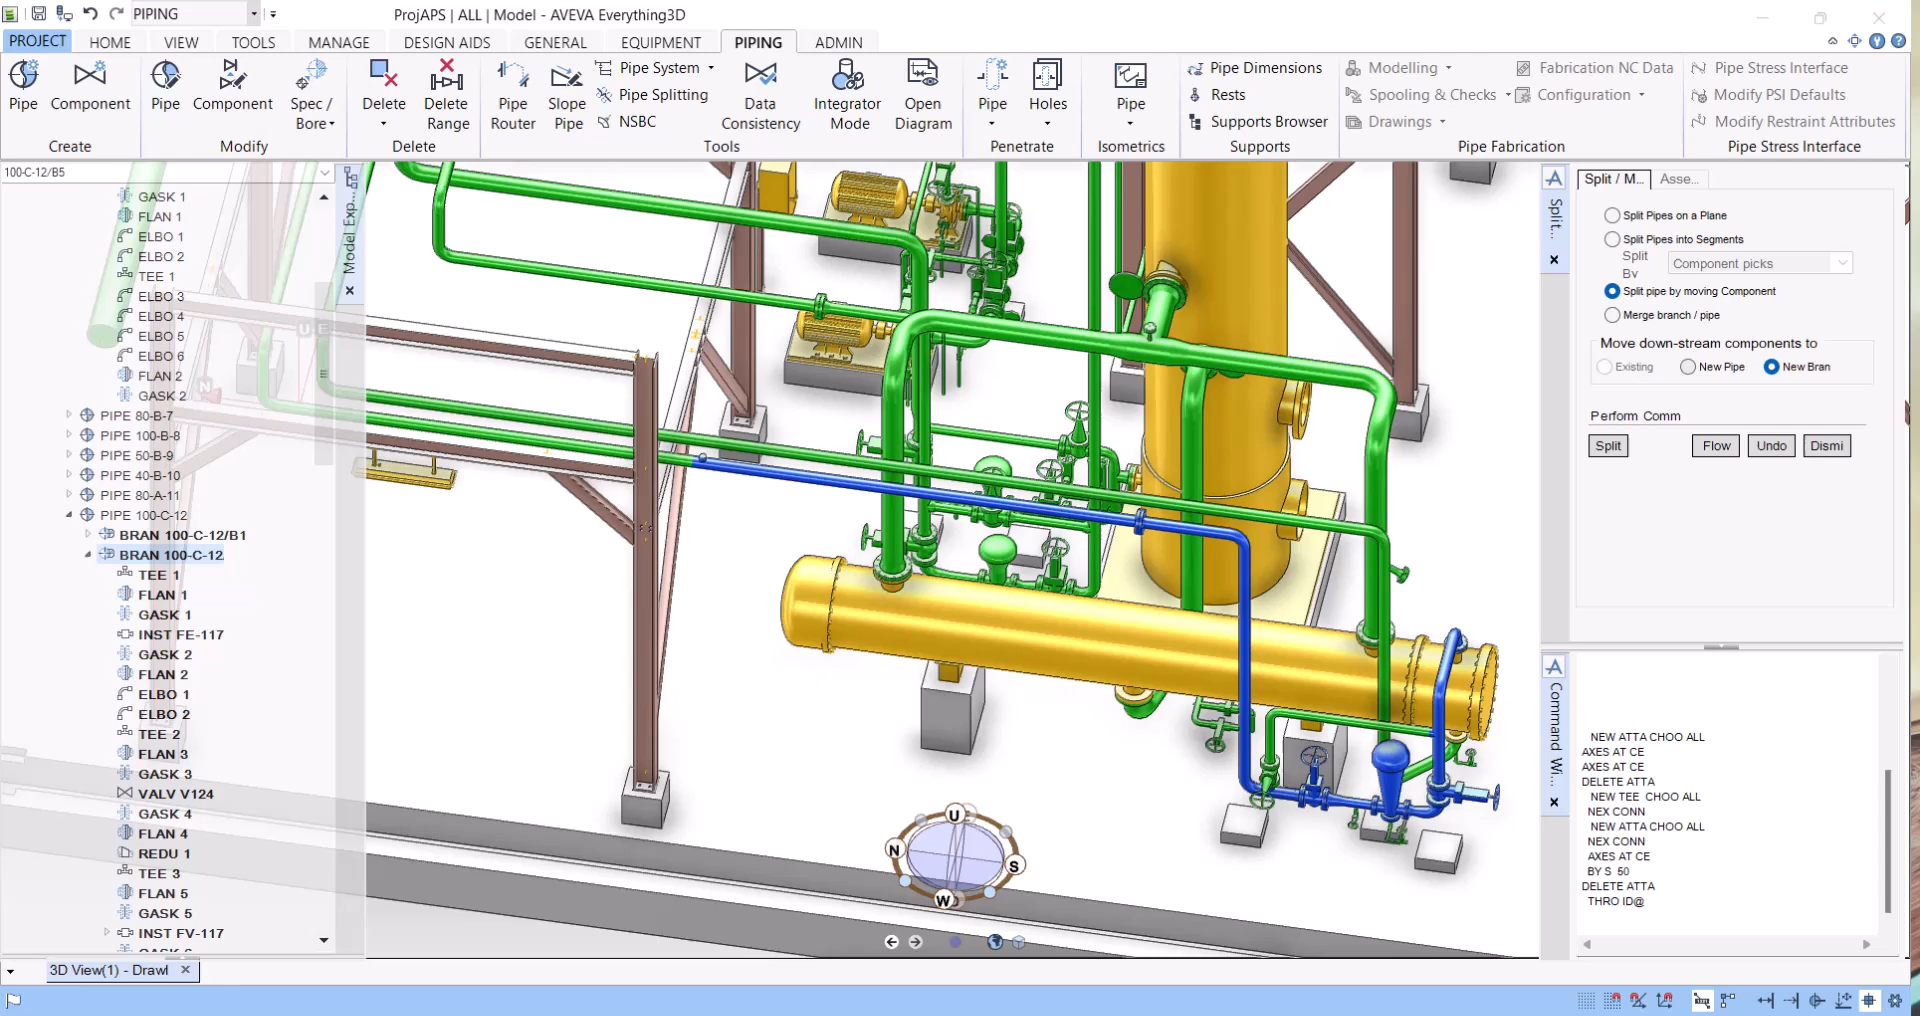 PIPING
ProjAPS | ALL | Model - AVEVA Everything3D
PROJECT HOME VIEW TOOLS MANAGE DESIGN AIDS GENERAL EQUIPMENT PIPING ADMIN
Pipe
Component
Create
Pipe
Component
Spec / Bore
Modify
Delete
Delete Range
Delete
Pipe Router
Slope Pipe
Pipe System
Pipe Splitting
NSBC
Data Consistency
Integrator Mode
Open Diagram
Tools
Pipe
Holes
Penetrate
Pipe
Isometrics
Pipe Dimensions
Rests
Supports Browser
Supports
Modelling
Spooling & Checks
Drawings
Fabrication NC Data
Configuration
Pipe Fabrication
Pipe Stress Interface
Modify PSI Defaults
Modify Restraint Attributes
Pipe Stress Interface
100-C-12/B5
GASK 1
FLAN 1
ELBO 1
ELBO 2
TEE 1
ELBO 3
ELBO 4
ELBO 5
ELBO 6
FLAN 2
GASK 2
PIPE 80-B-7
PIPE 100-B-8
PIPE 50-B-9
PIPE 40-B-10
PIPE 80-A-11
PIPE 100-C-12
BRAN 100-C-12/B1
BRAN 100-C-12
TEE 1
FLAN 1
GASK 1
INST FE-117
GASK 2
FLAN 2
ELBO 1
ELBO 2
TEE 2
FLAN 3
GASK 3
VALV V124
GASK 4
FLAN 4
REDU 1
TEE 3
FLAN 5
GASK 5
INST FV-117
Model Exp...
U
E
N
U
N
S
W
Split...
Split / M...
Asse...
Split Pipes on a Plane
Split Pipes into Segments
Split By
Component picks
Split pipe by moving Component
Merge branch / pipe
Move down-stream components to
Existing
New Pipe
New Bran
Perform Comm
Split
Flow
Undo
Dismi
Command Wi...
NEW ATTA CHOO ALL
AXES AT CE
AXES AT CE
DELETE ATTA
NEW TEE CHOO ALL
NEX CONN
NEW ATTA CHOO ALL
NEX CONN
AXES AT CE
BY S 50
DELETE ATTA
THRO ID@
3D View(1) - Drawl